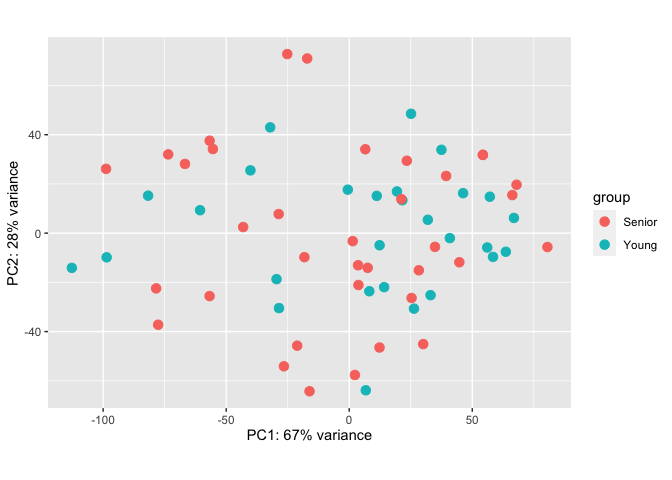 40
0
-40
PC2: 28% variance
-100
-50
0
50
PC1: 67% variance
group
Senior
Young